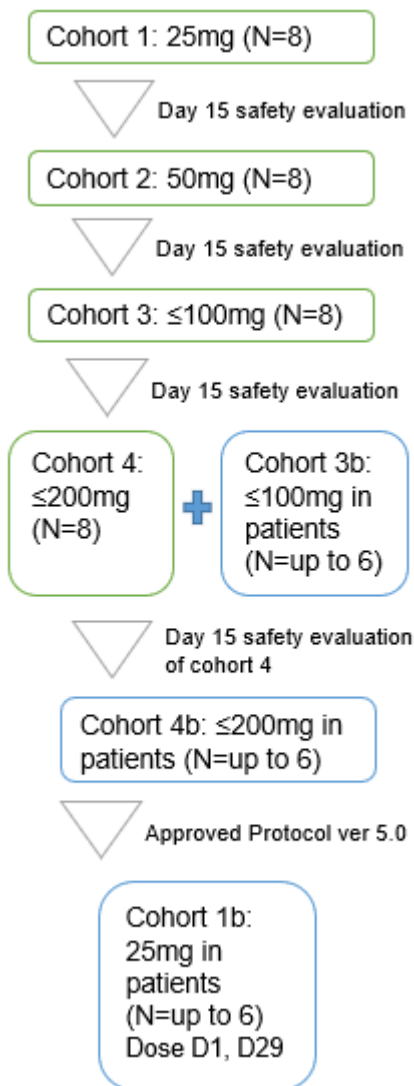 Cohort 1: 25mg (N=8)
Day 15 safety evaluation
Cohort 2: 50mg (N=8)
Day 15 safety evaluation
Cohort 3: ≤100mg (N=8)
Day 15 safety evaluation
Cohort 4:
≤200mg
(N=8)
Cohort 3b:
≤100mg in
patients
(N=up to 6)
Day 15 safety evaluation
of cohort 4
Cohort 4b: ≤200mg in
patients (N=up to 6)
Approved Protocol ver 5.0
Cohort 1b:
25mg in
patients
(N=up to 6)
Dose D1, D29